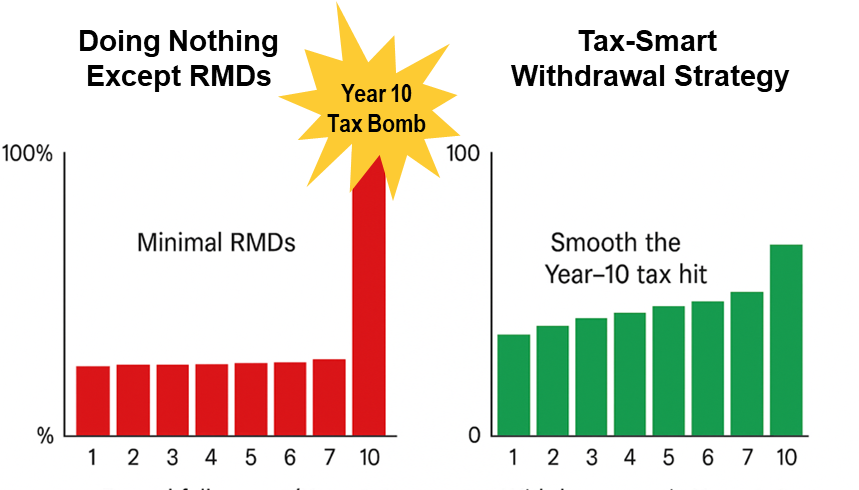 Doing Nothing
Except RMDs
Year 10
Tax Bomb
100%
Minimal RMDs
%
1 2 3 4 5 6 7 10
Tax-Smart
Withdrawal Strategy
100
Smooth the
Year–10 tax hit
0
1 2 3 4 5 6 7 10